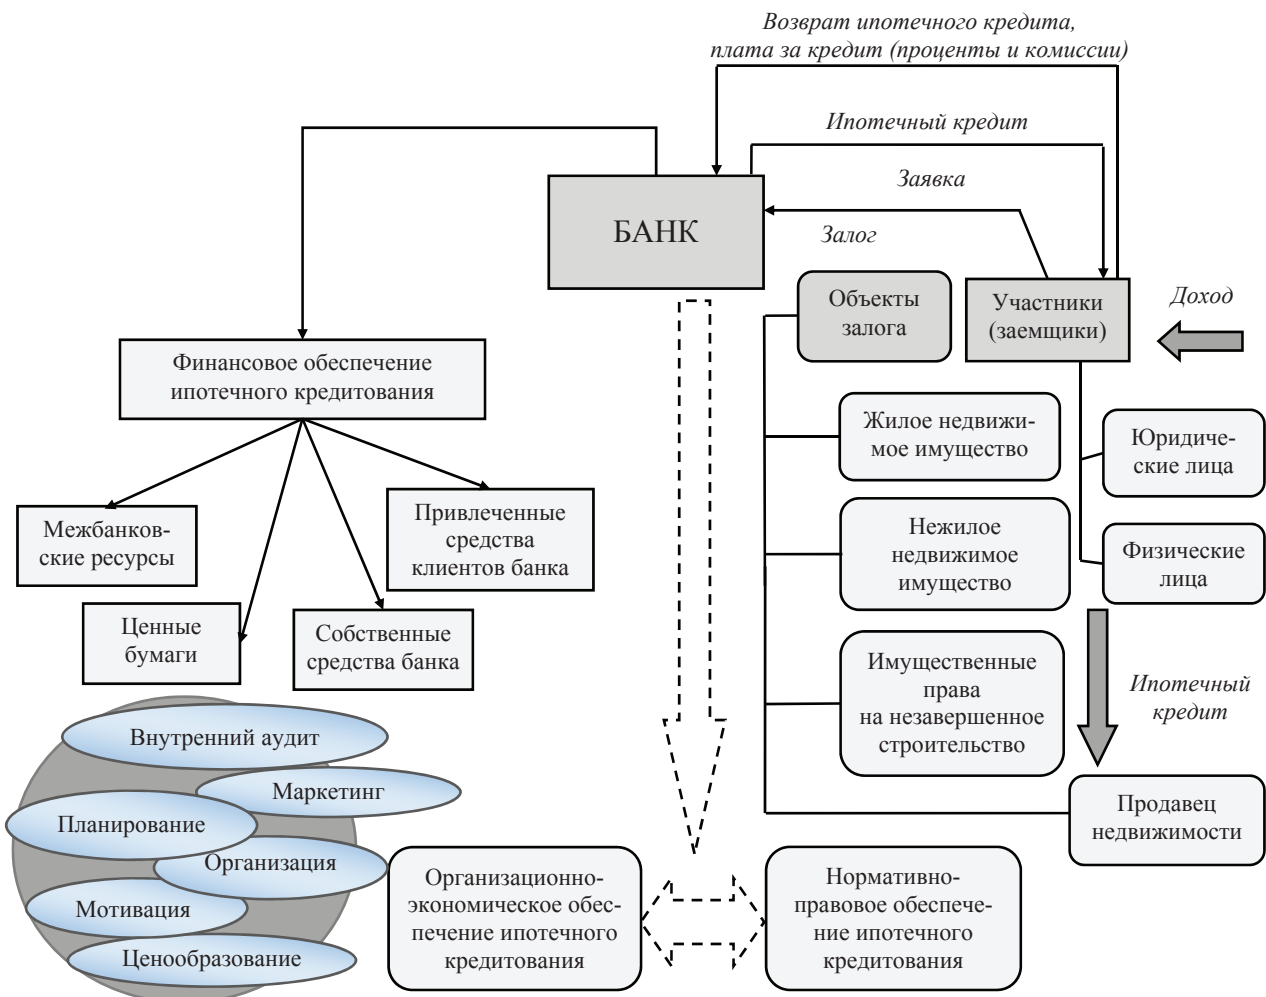 Возврат ипотечного кредита,
плата за кредит (проценты и комиссии)
Ипотечный кредит
Заявка
БАНК
Залог
Объекты
залога
Участники
(заемщики)
Доход
Финансовое обеспечение
ипотечного кредитования
Жилое недвижи-
мое имущество
Юридиче-
ские лица
Межбанков-
ские ресурсы
Привлеченные
средства
клиентов банка
Нежилое
недвижимое
имущество
Физические
лица
Ценные
бумаги
Собственные
средства банка
Имущественные
права
на незавершенное
строительство
Ипотечный
кредит
Внутренний аудит
Маркетинг
Планирование
Организация
Мотивация
Ценообразование
Продавец
недвижимости
Организационно-
экономическое обес-
печение ипотечного
кредитования
Нормативно-
правовое обеспече-
ние ипотечного
кредитования